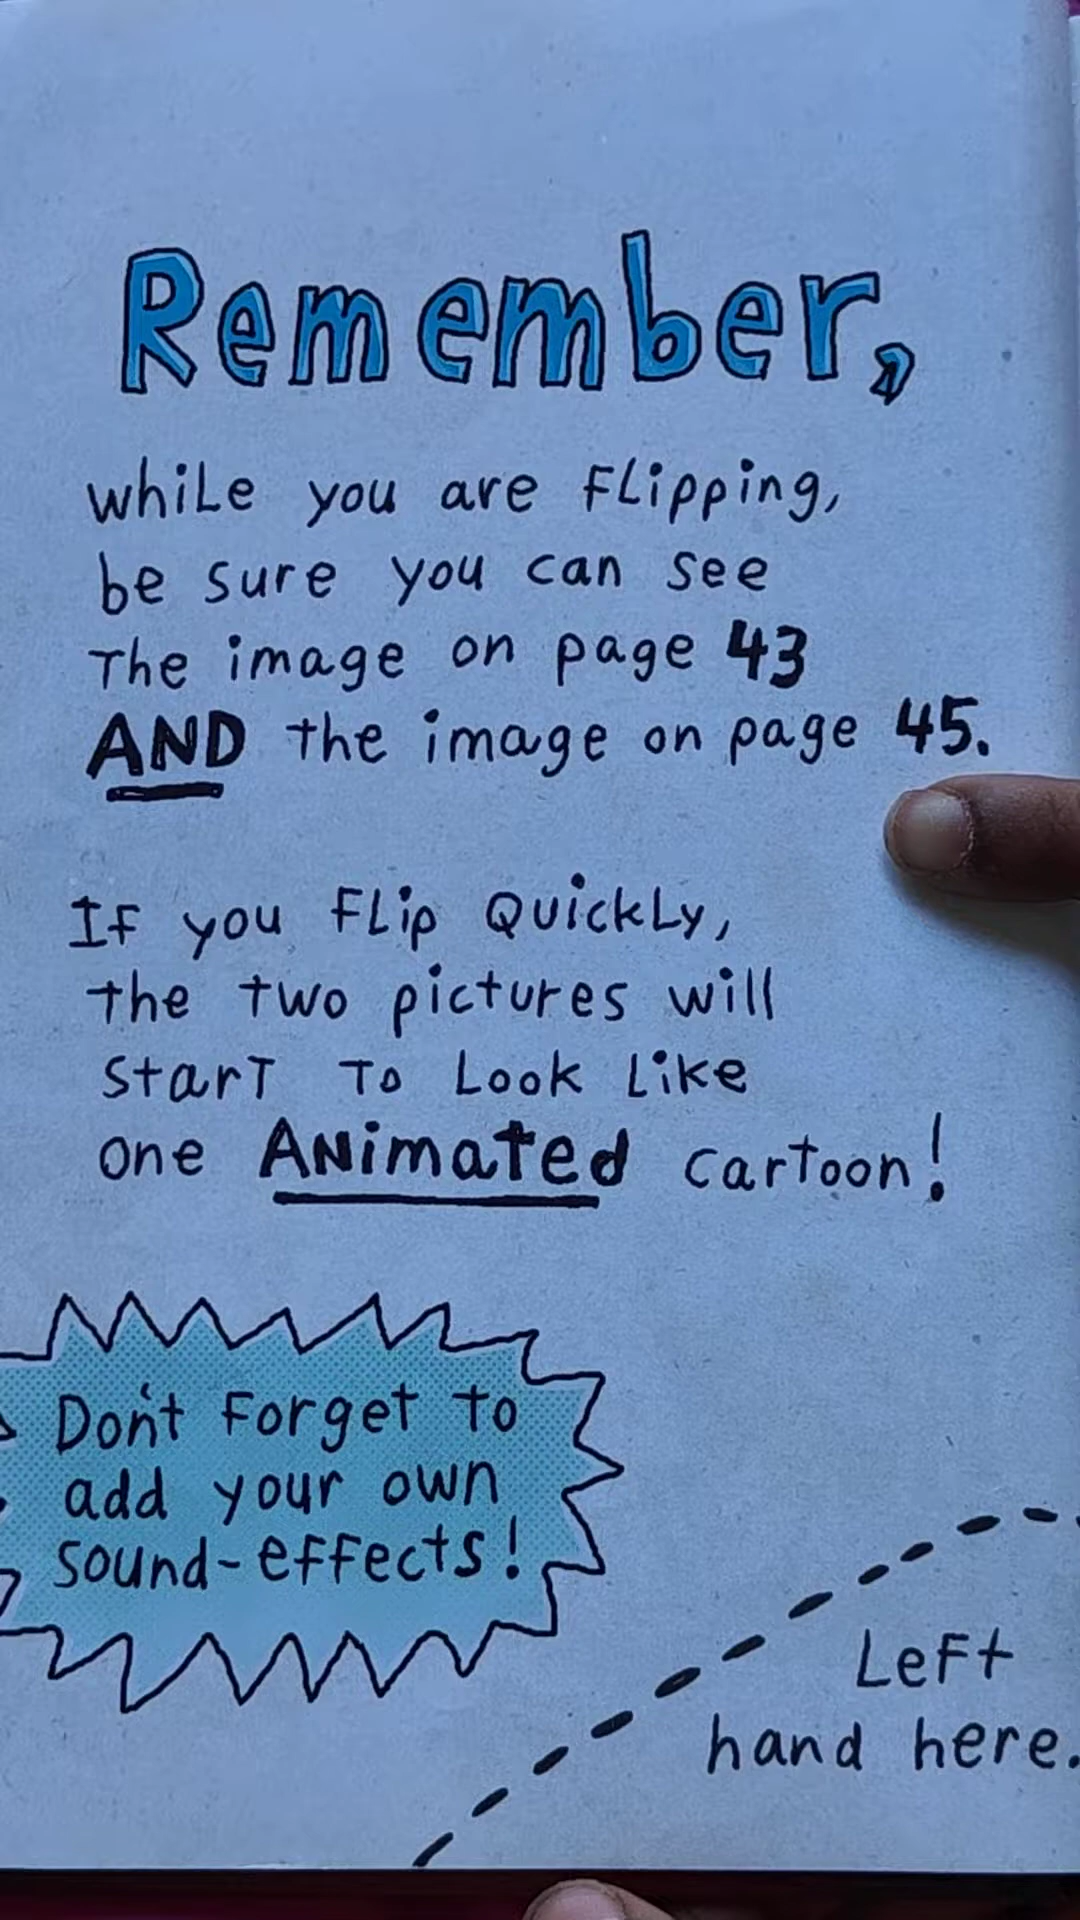 Remember,
while you are FLipping,
be sure you can see
The image on page 43
AND the image on page 45.
If you FLip QuickLy,
the two pictures will
StarT To Look Like
one ANimated cartoon!
Don't Forget to
add your own
Sound-effects!
Left
hand here.